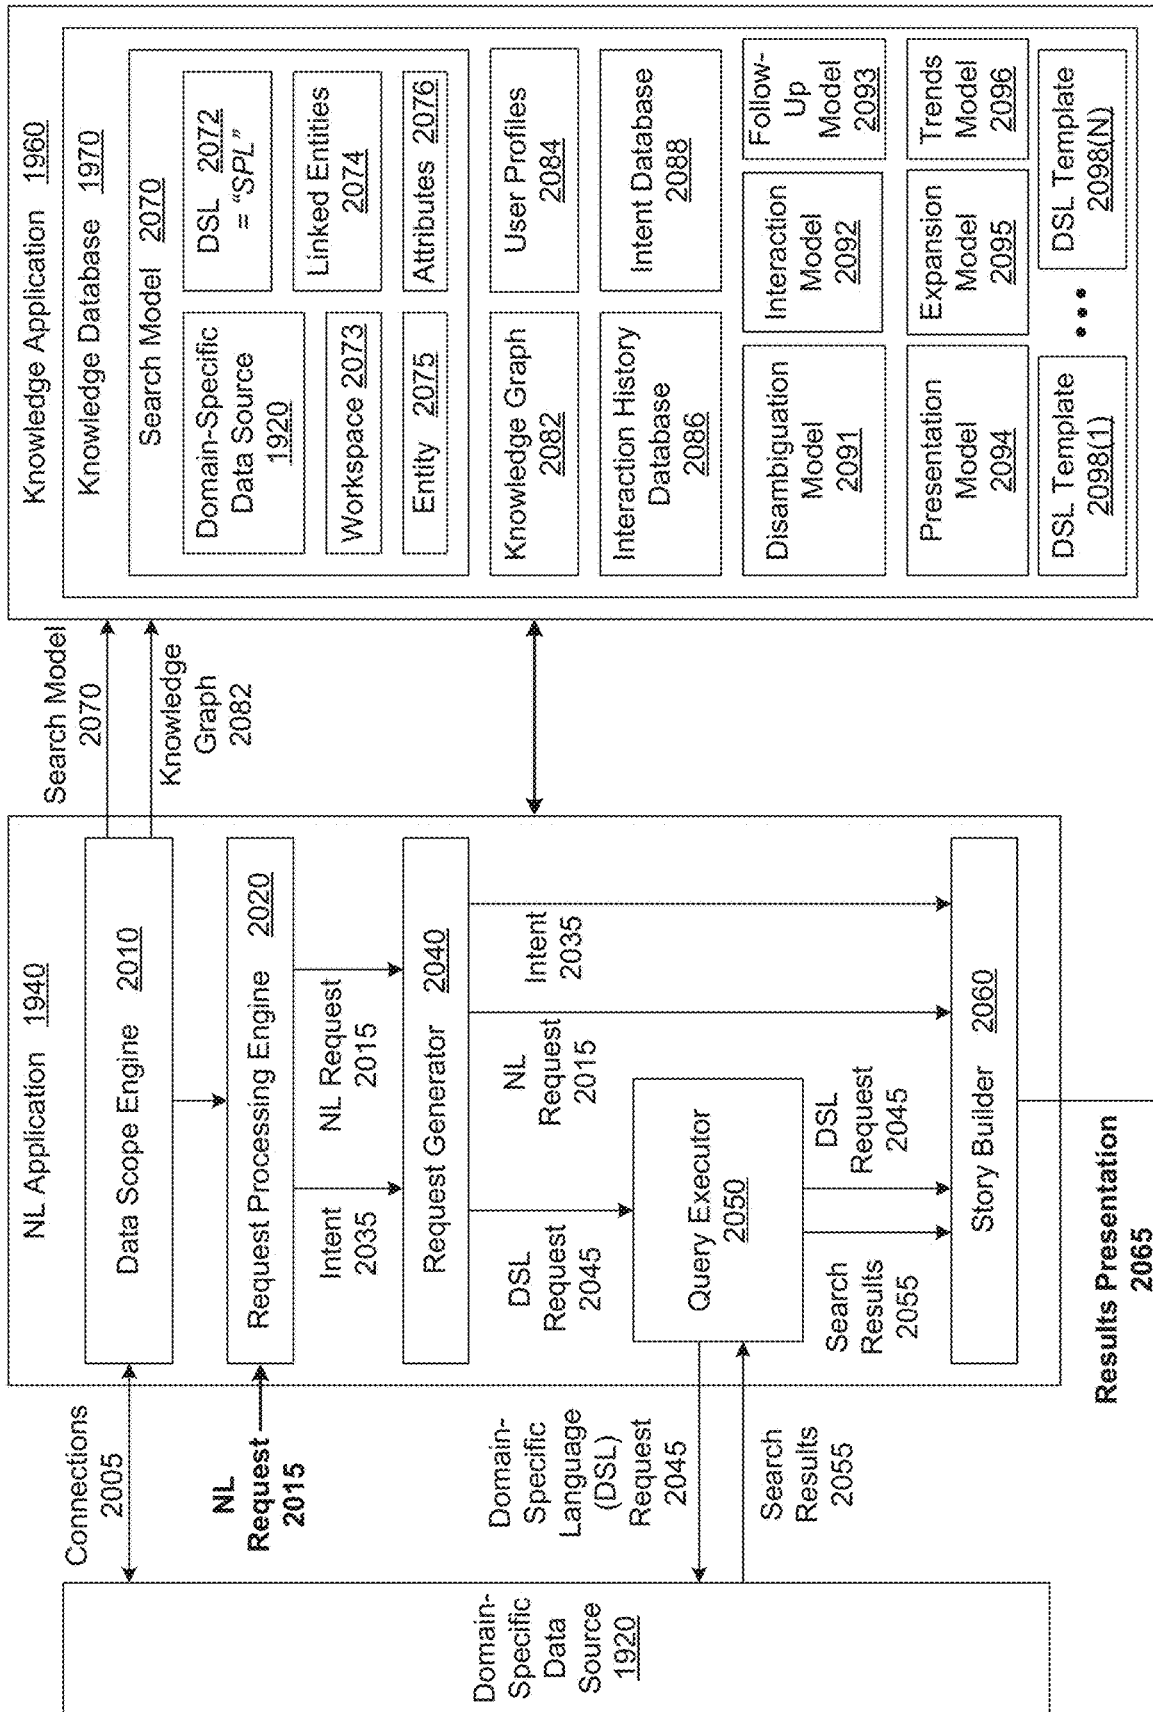 Domain-
Specific
Data
Source
1920
Connections
2005
NL
Request
2015
Domain-
Specific
Language
(DSL)
Request
2045
Search
Results
2055
NL Application 1940
Data Scope Engine 2010
Request Processing Engine 2020
Intent
2035
NL Request
2015
Request Generator 2040
DSL
Request
2045
NL
Request
2015
Intent
2035
Query Executor
2050
Search Results
2055
DSL
Request
2045
Story Builder 2060
Results Presentation
2065
Search Model
2070
Knowledge
Graph
2082
Knowledge Application 1960
Knowledge Database 1970
Search Model 2070
Domain-Specific
Data Source
1920
DSL 2072
= "SPL"
Workspace 2073
Linked Entities
2074
Entity 2075
Attributes 2076
Knowledge Graph
2082
User Profiles
2084
Interaction History
Database
2086
Intent Database
2088
Disambiguation
Model
2091
Interaction
Model
2092
Follow-
Up
Model
2093
Presentation
Model
2094
Expansion
Model
2095
Trends
Model
2096
DSL Template
2098(1)
•••
DSL Template
2098(N)